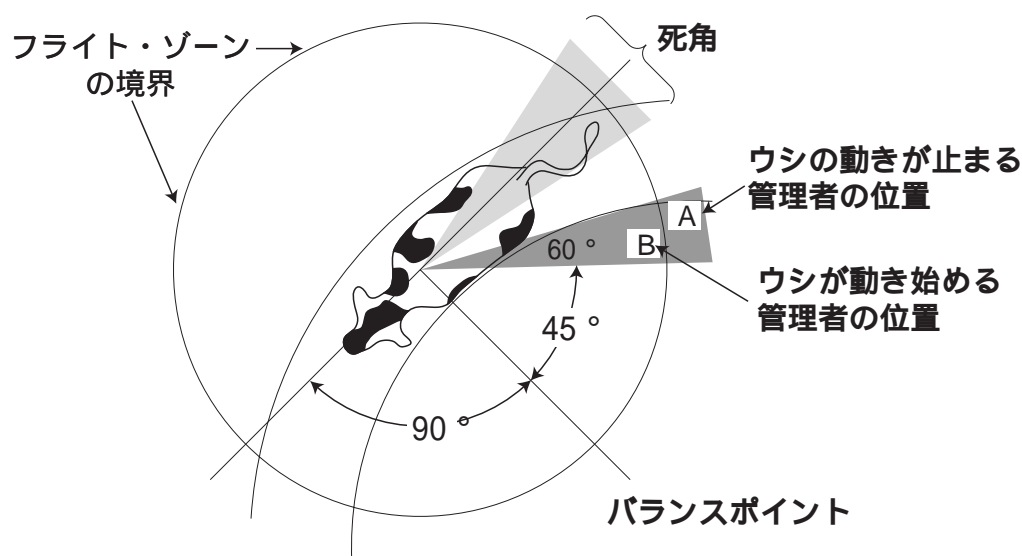 死角
フライト・ゾーン
の境界
ウシの動きが止まる
管理者の位置
A
B
60 °
ウシが動き始める
管理者の位置
45 °
90 °
バランスポイント